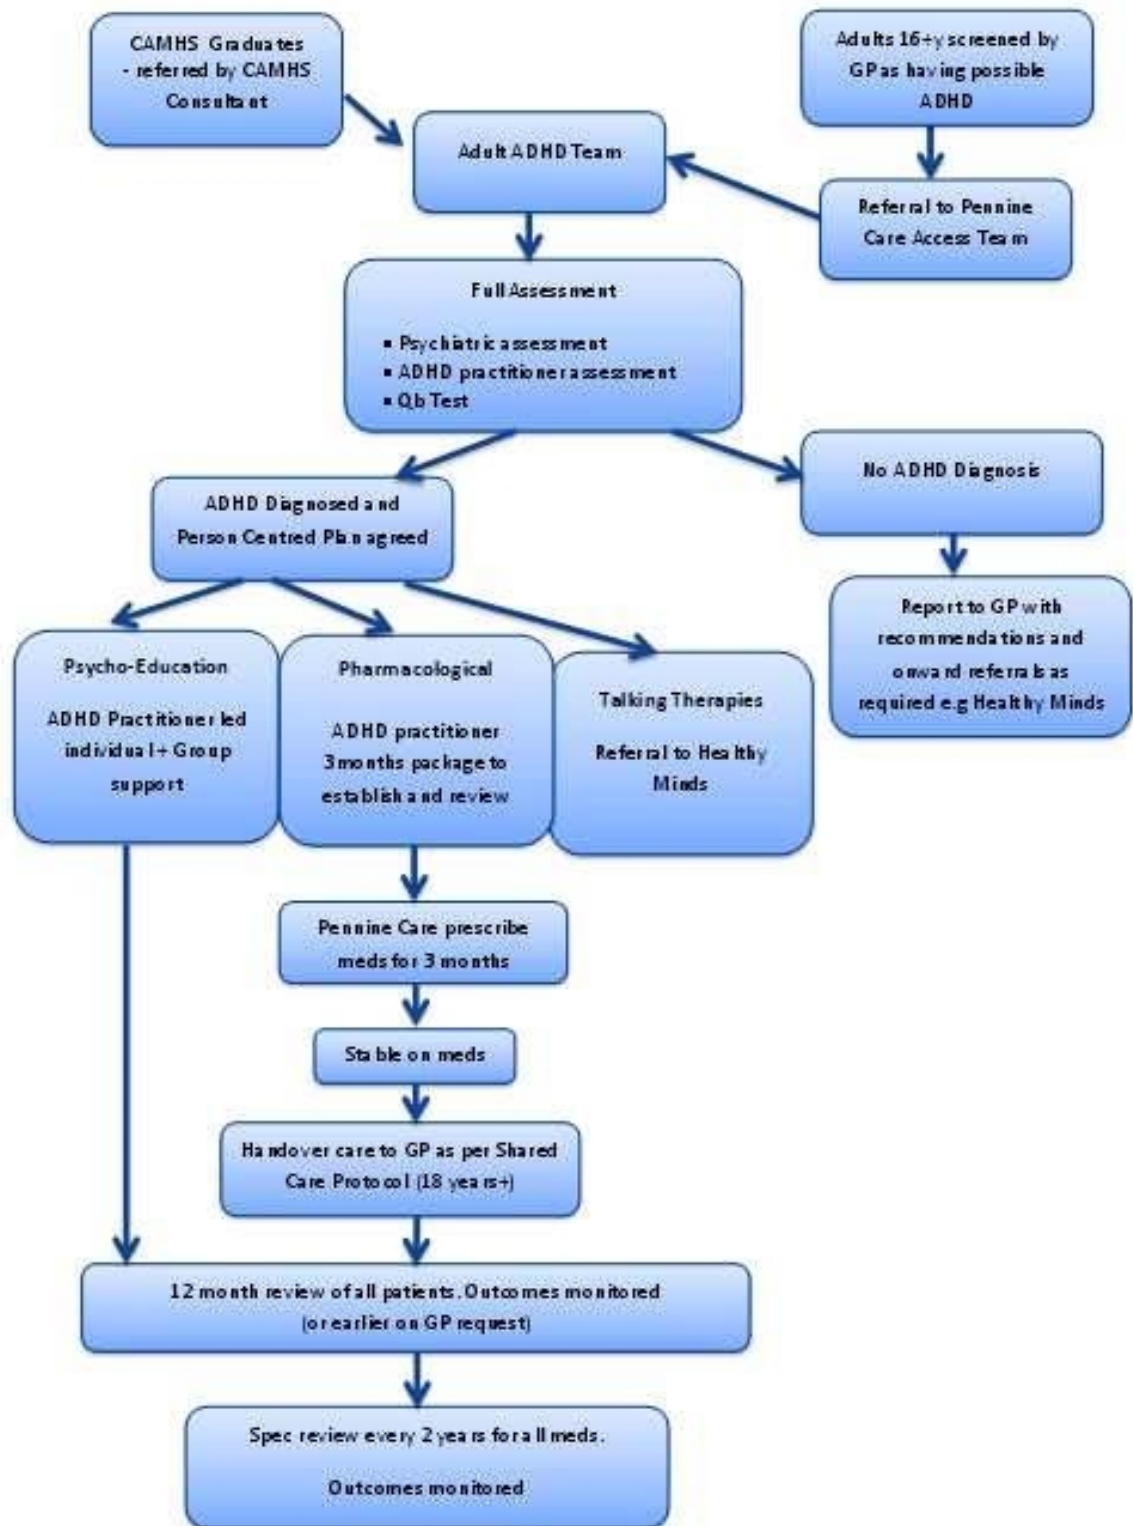 CAMHS Graduates
- referred by CAMHS
Consultant
Adults 16+y screened by
GP as having possible
ADHD
Adult ADHD Team
Referral to Pennine
Care Access Team
Full Assessment
▪ Psychiatric assessment
▪ ADHD practitioner assessment
▪ Qb Test
No ADHD Diagnosis
ADHD Diagnosed and
Person Centred Plan agreed
Report to GP with
recommendations and
onward referrals as
required e.g Healthy Minds
Psycho-Education
ADHD Practitioner led
individual + Group
support
Pharmacological
ADHD practitioner
3 months package to
establish and review
Talking Therapies
Referral to Healthy
Minds
Pennine Care prescribe
meds for 3 months
Stable on meds
Handover care to GP as per Shared
Care Protocol (18 years+)
12 month review of all patients. Outcomes monitored
(or earlier on GP request)
Spec review every 2 years for all meds.
Outcomes monitored